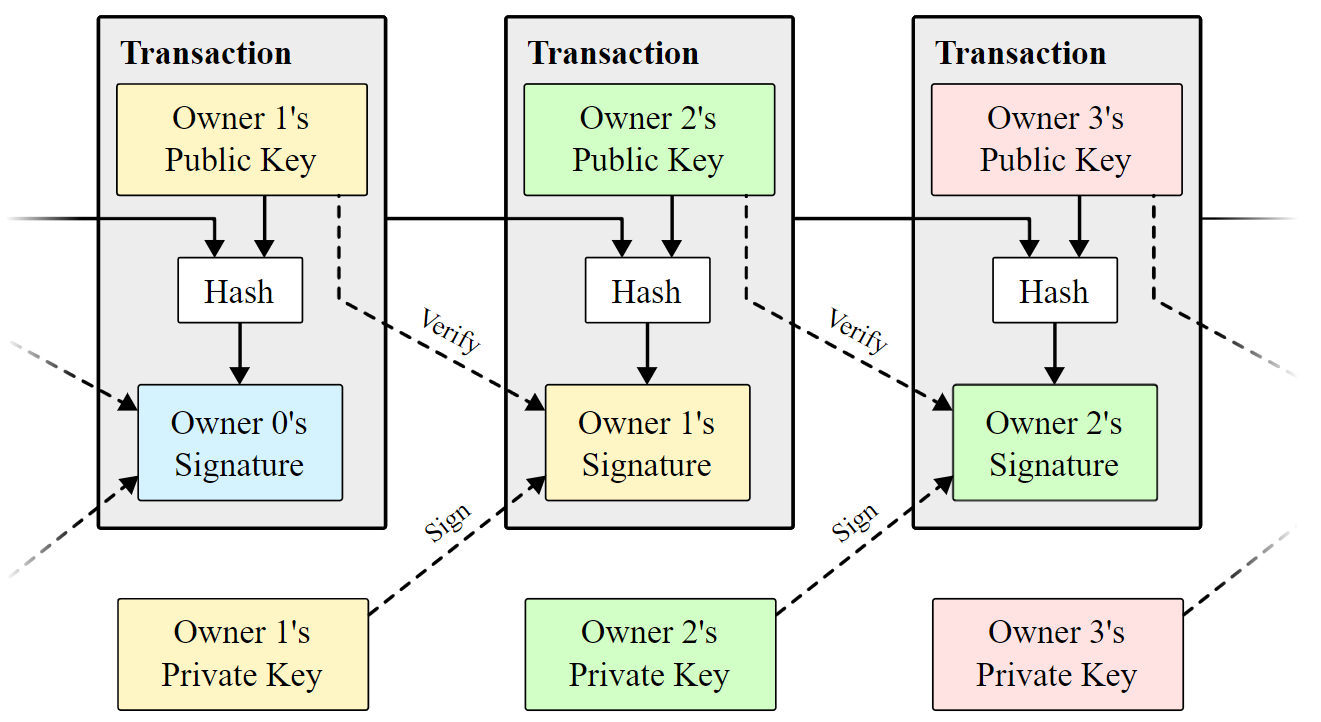 Transaction
Owner 1's
Public Key
Hash
Owner 0's
Signature
Transaction
Owner 2's
Public Key
Hash
Verify
Owner 1's
Signature
Sign
Transaction
Owner 3's
Public Key
Hash
Verify
Owner 2's
Signature
Sign
Owner 1's
Private Key
Owner 2's
Private Key
Owner 3's
Private Key